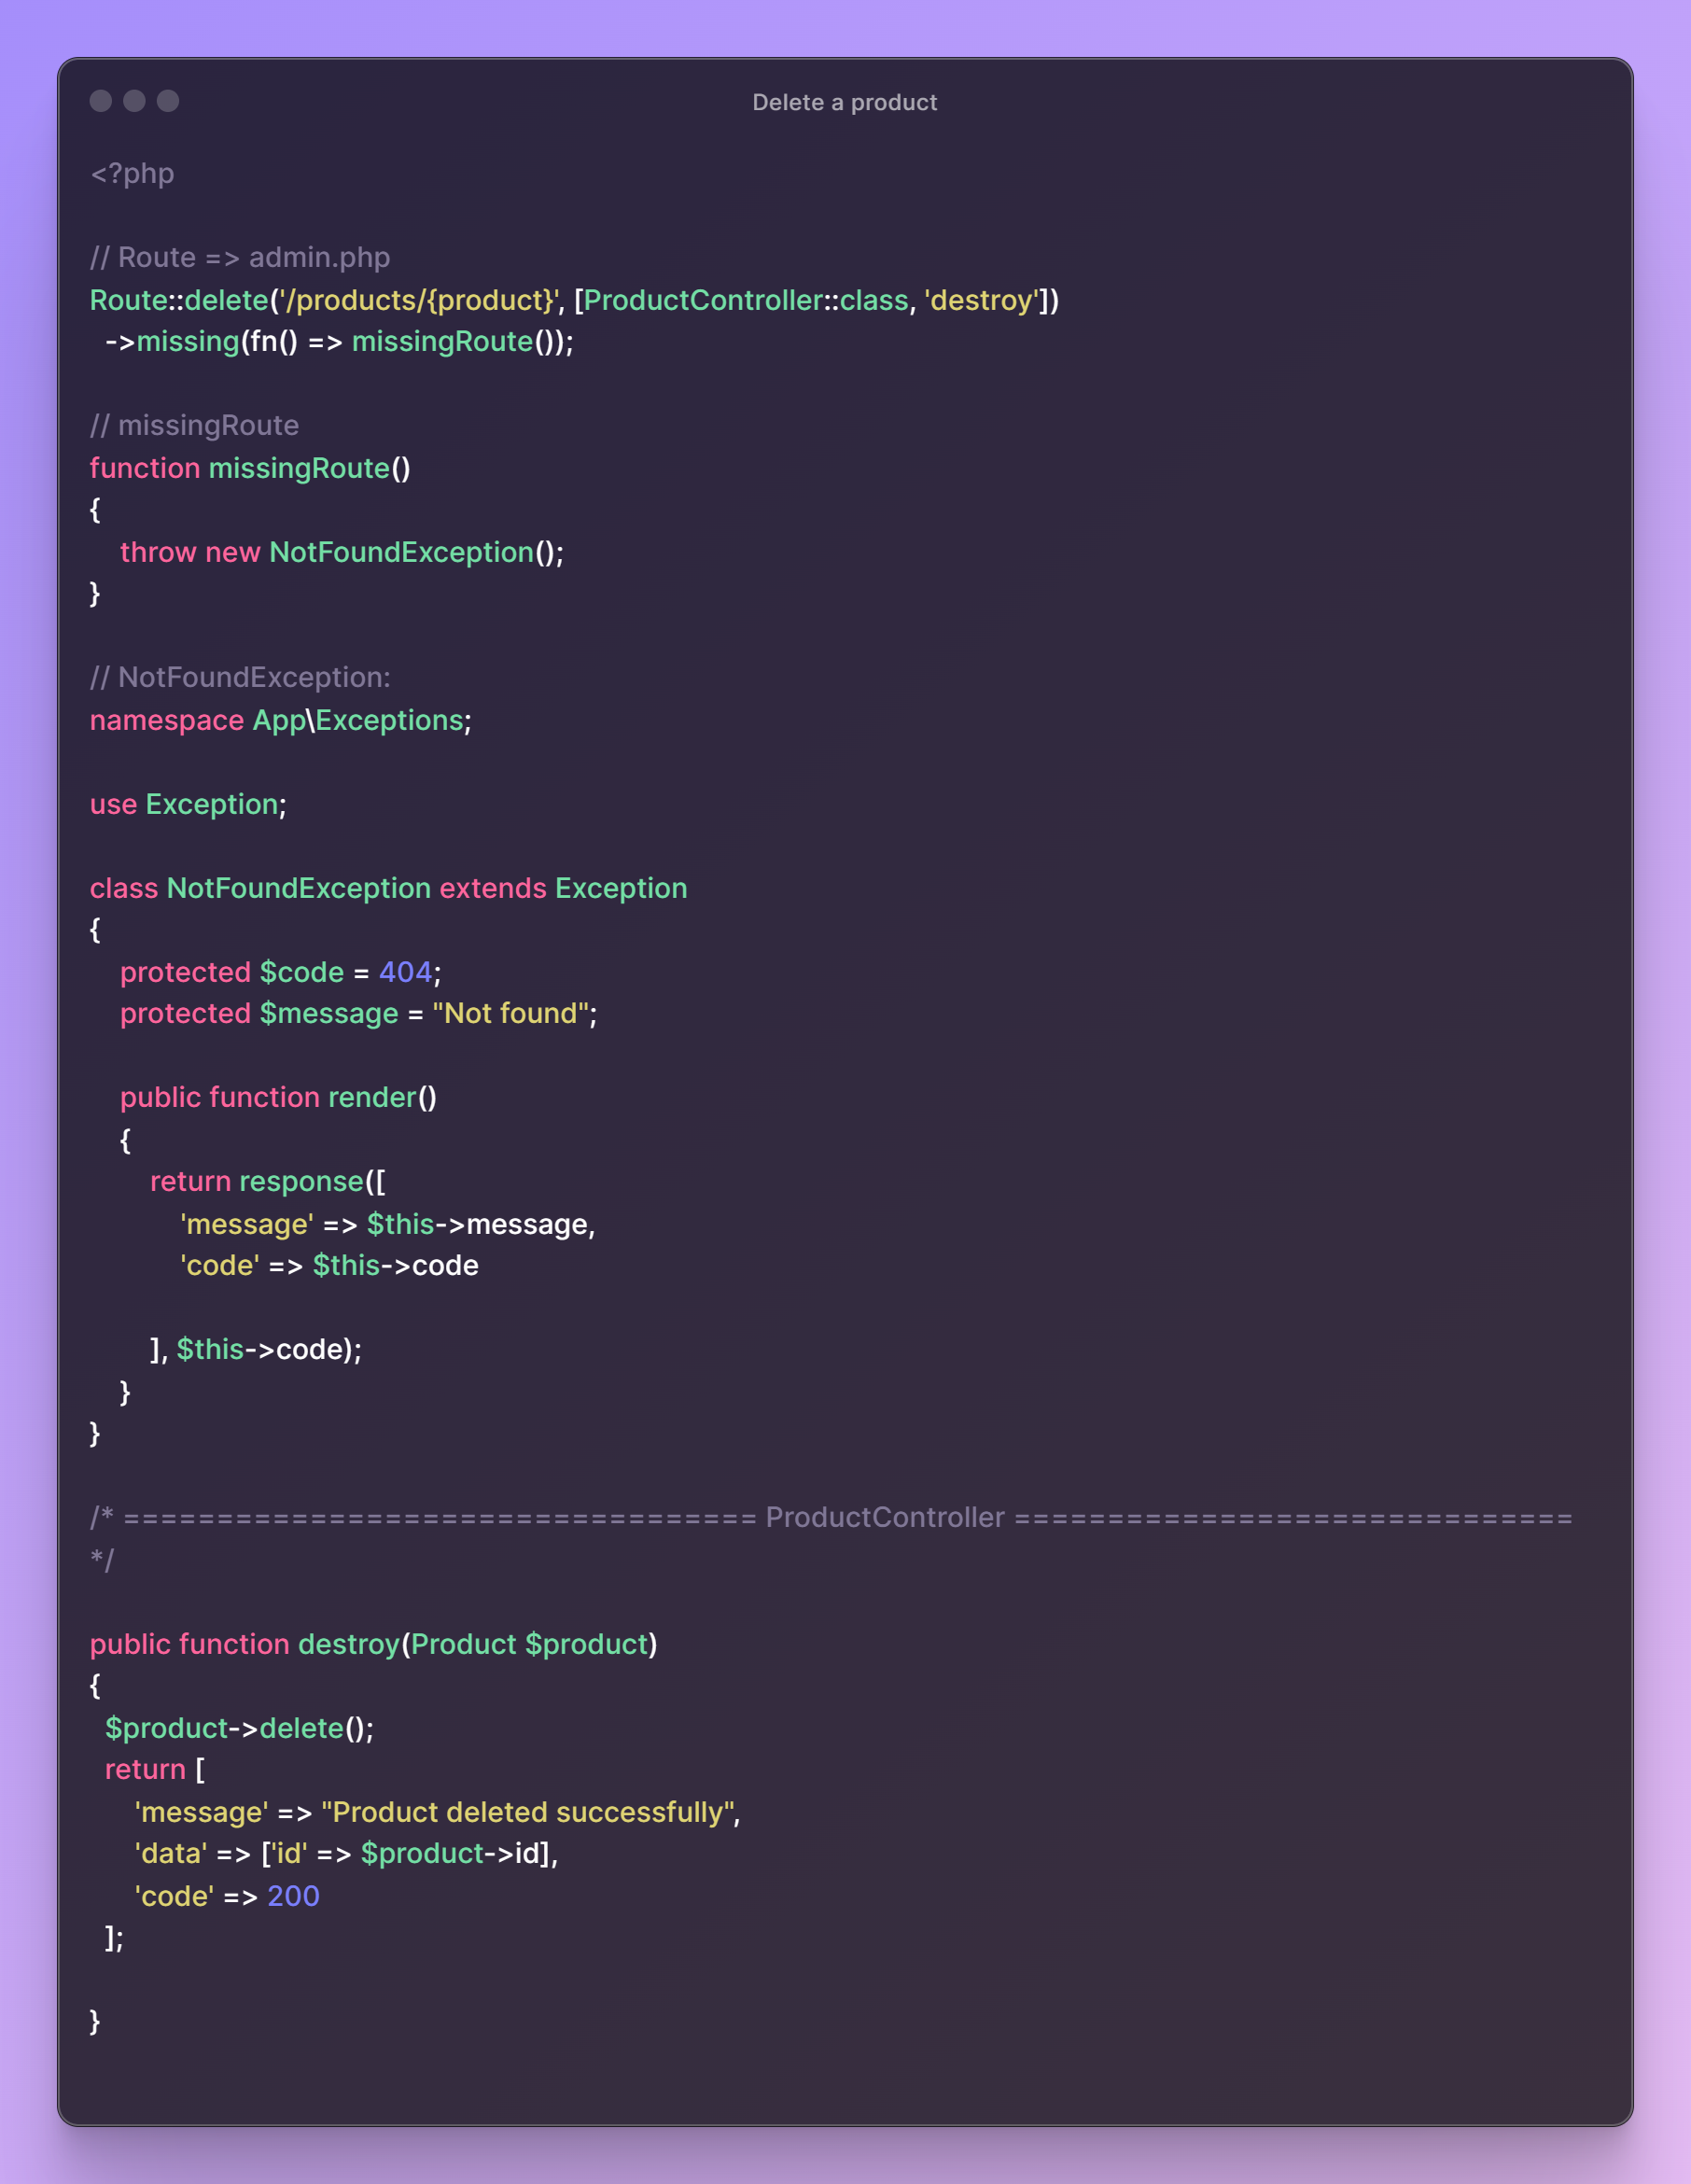 Delete a product
<?php
// Route => admin.php
Route::delete('/products/{product}', [ProductController::class, 'destroy'])
  ->missing(fn() => missingRoute());
// missingRoute
function missingRoute()
{
    throw new NotFoundException();
}
// NotFoundException:
namespace App\Exceptions;
use Exception;
class NotFoundException extends Exception
{
    protected $code = 404;
    protected $message = "Not found";
    public function render()
    {
        return response([
            'message' => $this->message,
            'code' => $this->code
        ], $this->code);
    }
}
/* ================================== ProductController ==============================
*/
public function destroy(Product $product)
{
  $product->delete();
  return [
      'message' => "Product deleted successfully",
      'data' => ['id' => $product->id],
      'code' => 200
  ];
}